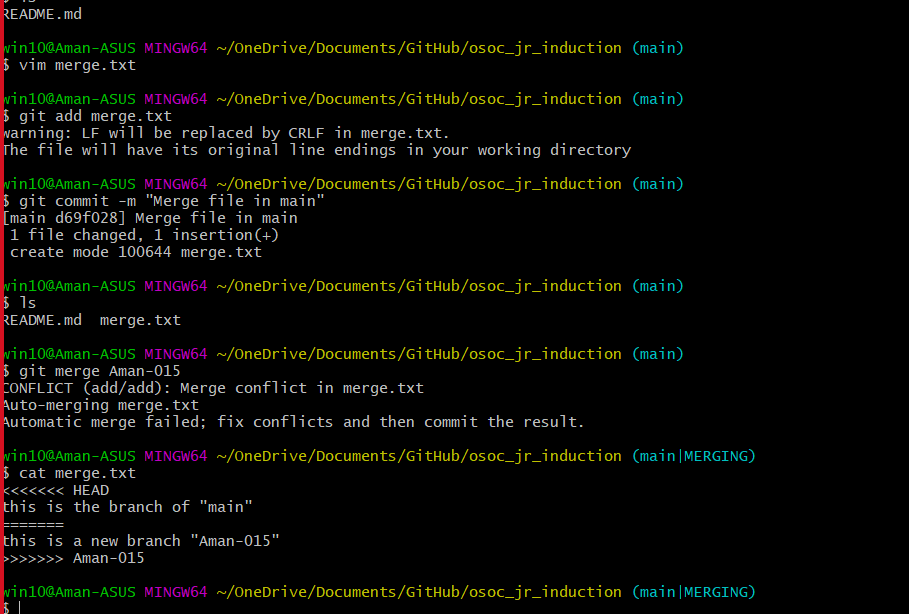 README.md
win10@Aman-ASUS MINGW64 ~/OneDrive/Documents/GitHub/osoc_jr_induction (main)
$ vim merge.txt
win10@Aman-ASUS MINGW64 ~/OneDrive/Documents/GitHub/osoc_jr_induction (main)
$ git add merge.txt
warning: LF will be replaced by CRLF in merge.txt.
The file will have its original line endings in your working directory
win10@Aman-ASUS MINGW64 ~/OneDrive/Documents/GitHub/osoc_jr_induction (main)
$ git commit -m "Merge file in main"
[main d69f028] Merge file in main
1 file changed, 1 insertion(+)
create mode 100644 merge.txt
win10@Aman-ASUS MINGW64 ~/OneDrive/Documents/GitHub/osoc_jr_induction (main)
$ ls
README.md  merge.txt
win10@Aman-ASUS MINGW64 ~/OneDrive/Documents/GitHub/osoc_jr_induction (main)
$ git merge Aman-015
CONFLICT (add/add): Merge conflict in merge.txt
Auto-merging merge.txt
Automatic merge failed; fix conflicts and then commit the result.
win10@Aman-ASUS MINGW64 ~/OneDrive/Documents/GitHub/osoc_jr_induction (main|MERGING)
$ cat merge.txt
<<<<<<< HEAD
this is the branch of "main"
=======
this is a new branch "Aman-015"
>>>>>>> Aman-015
win10@Aman-ASUS MINGW64 ~/OneDrive/Documents/GitHub/osoc_jr_induction (main|MERGING)
$